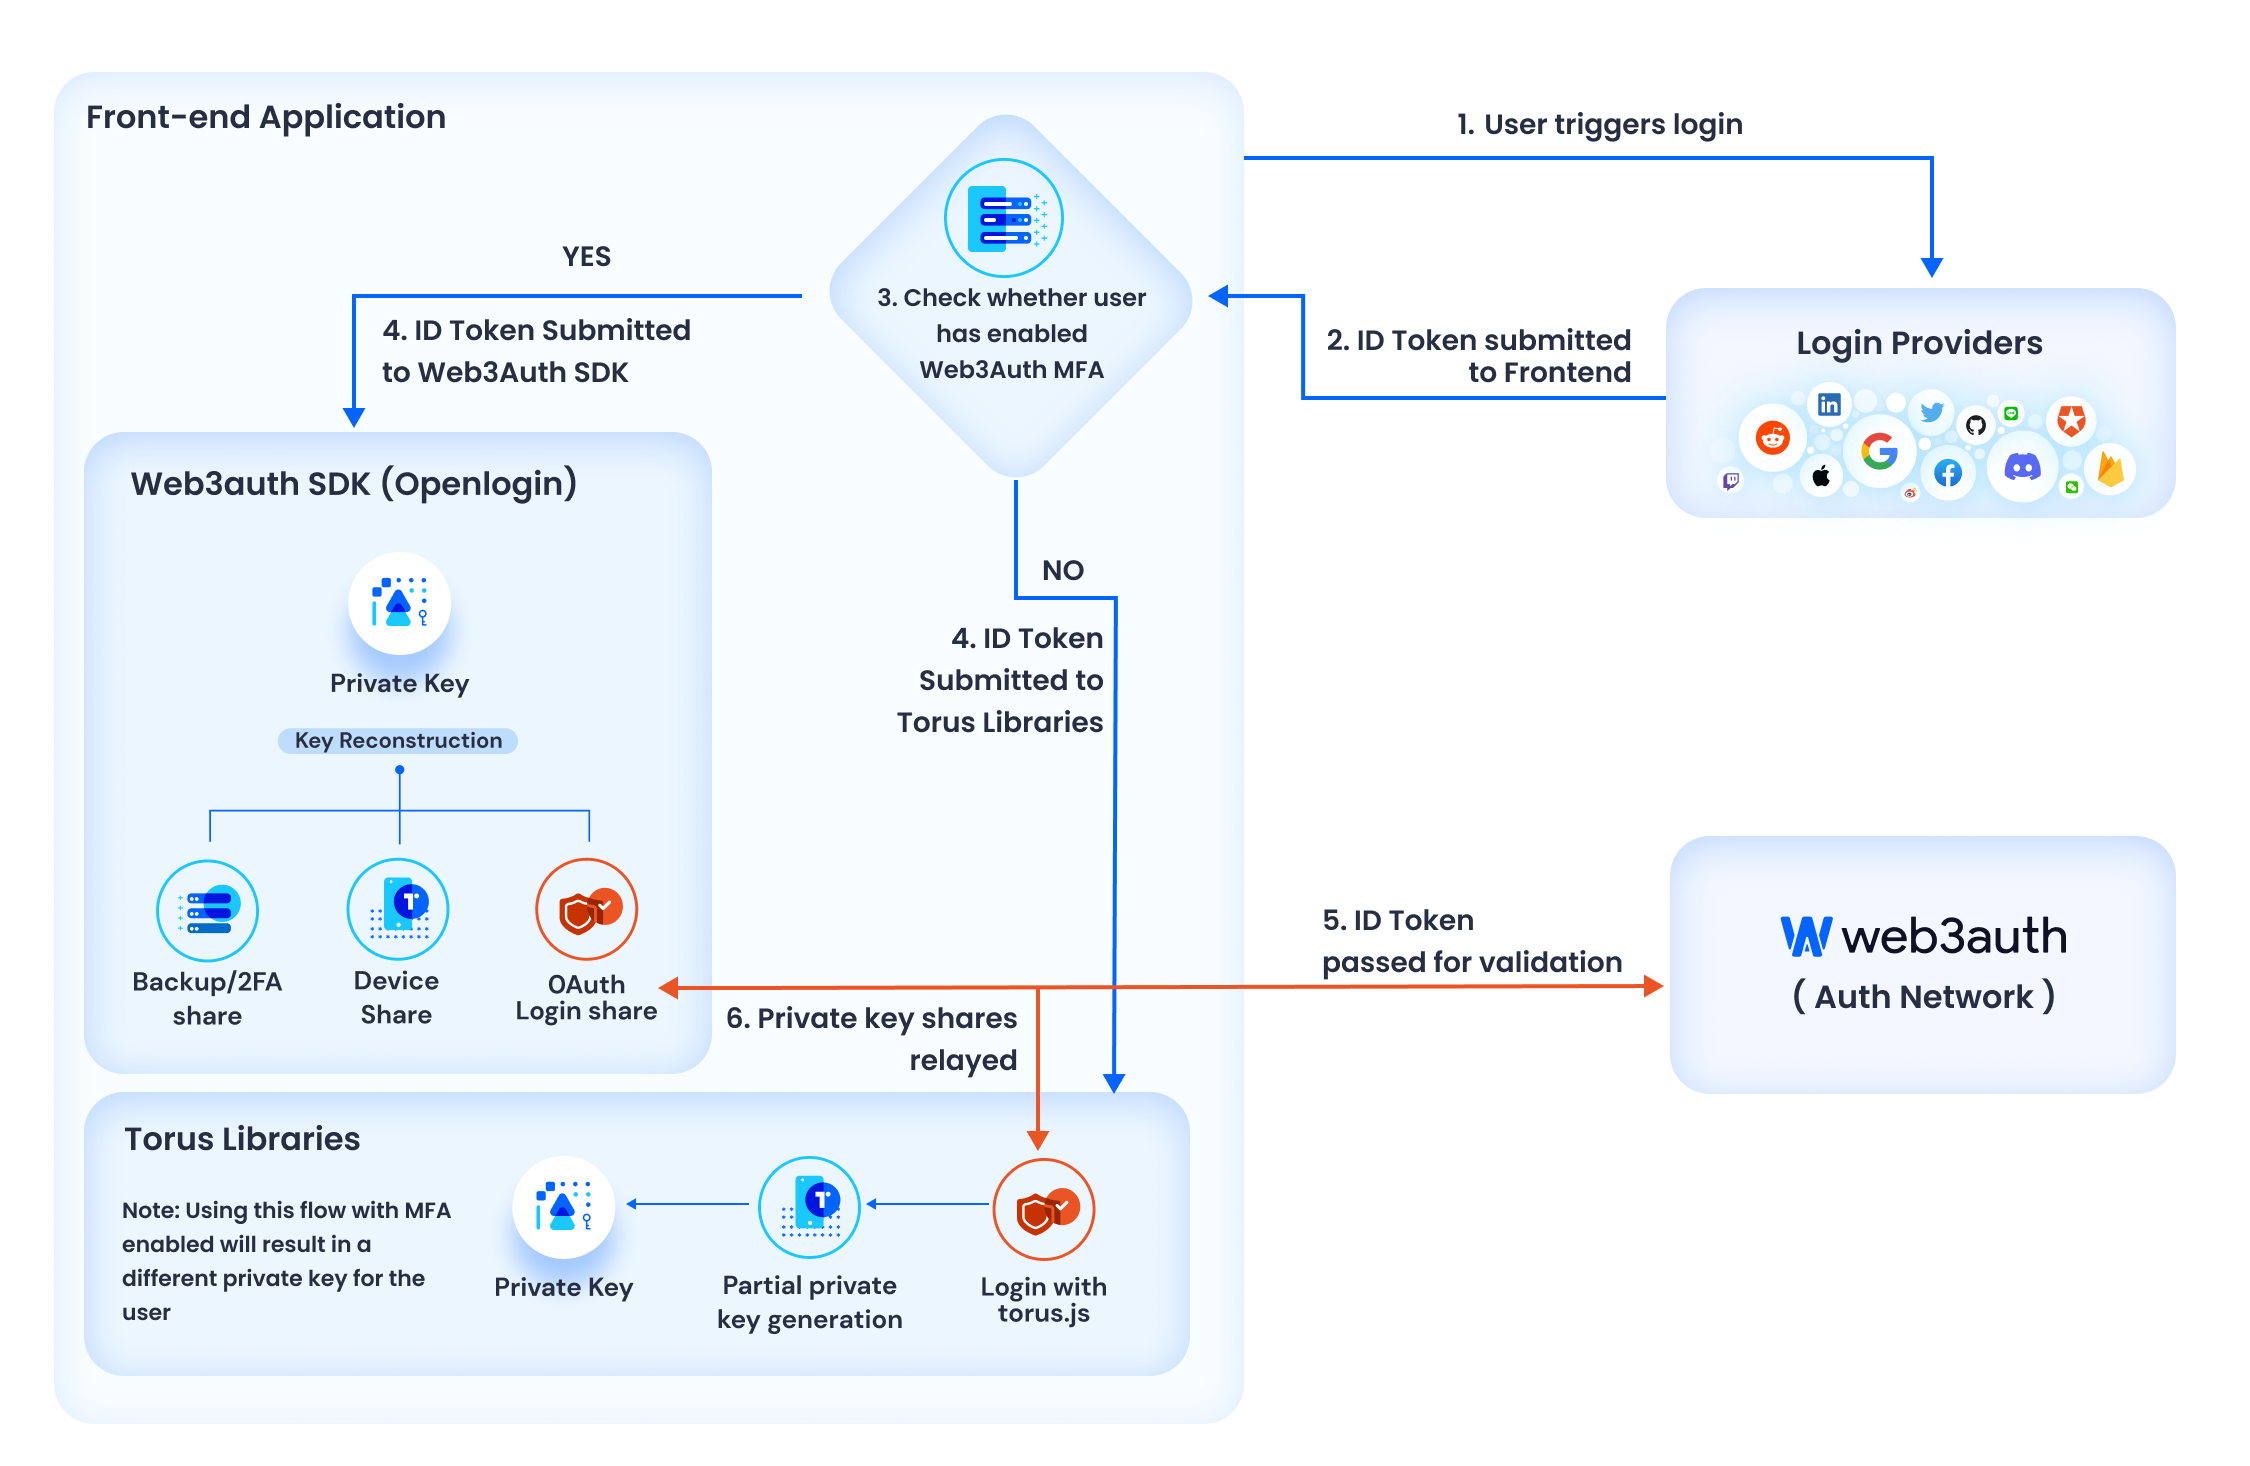 Front-end Application
1. User triggers login
YES
3. Check whether user
has enabled
Web3Auth MFA
4. ID Token Submitted
to Web3Auth SDK
2. ID Token submitted
to Frontend
Login Providers
Web3auth SDK (Openlogin)
Private Key
Key Reconstruction
Backup/2FA
share
Device
Share
OAuth
Login share
NO
4. ID Token
Submitted to
Torus Libraries
5. ID Token
passed for validation
web3auth
( Auth Network )
6. Private key shares
relayed
Torus Libraries
Note: Using this flow with MFA
enabled will result in a
different private key for the
user
Private Key
Partial private
key generation
Login with
torus.js